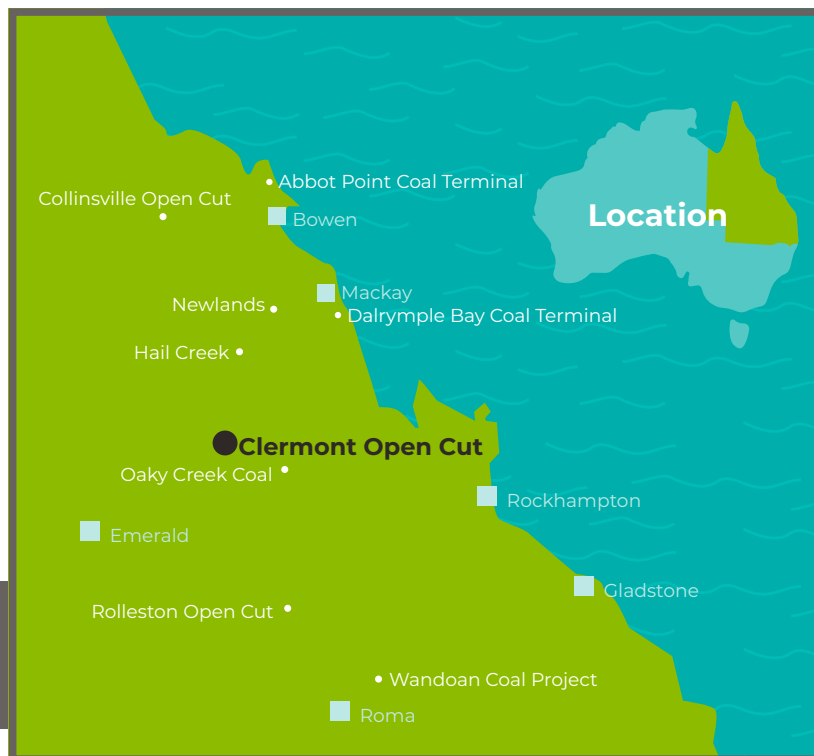 Abbot Point Coal Terminal
Collinsville Open Cut
Location
Bowen
Mackay
Newlands
Dalrymple Bay Coal Terminal
Hail Creek
Clermont Open Cut
Oaky Creek Coal
Rockhampton
Emerald
Gladstone
Rolleston Open Cut
Wandoan Coal Project
Roma